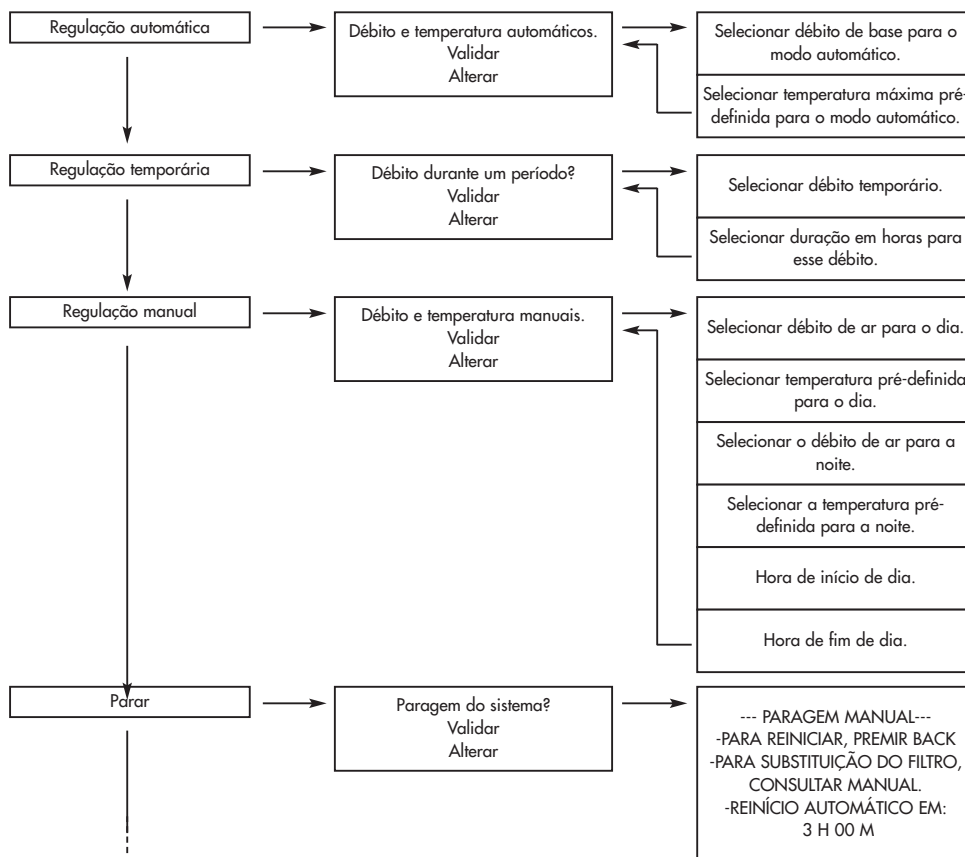 Regulação automática
Débito e temperatura automáticos.
Validar
Alterar
Selecionar débito de base para o
modo automático.
Selecionar temperatura máxima pré-
definida para o modo automático.
Regulação temporária
Débito durante um período?
Validar
Alterar
Selecionar débito temporário.
Selecionar duração em horas para
esse débito.
Regulação manual
Débito e temperatura manuais.
Validar
Alterar
Selecionar débito de ar para o dia.
Selecionar temperatura pré-definida
para o dia.
Selecionar o débito de ar para a
noite.
Selecionar a temperatura pré-
definida para a noite.
Hora de início de dia.
Hora de fim de dia.
Parar
Paragem do sistema?
Validar
Alterar
--- PARAGEM MANUAL---
-PARA REINICIAR, PREMIR BACK
-PARA SUBSTITUIÇÃO DO FILTRO,
CONSULTAR MANUAL.
-REINÍCIO AUTOMÁTICO EM:
3 H 00 M